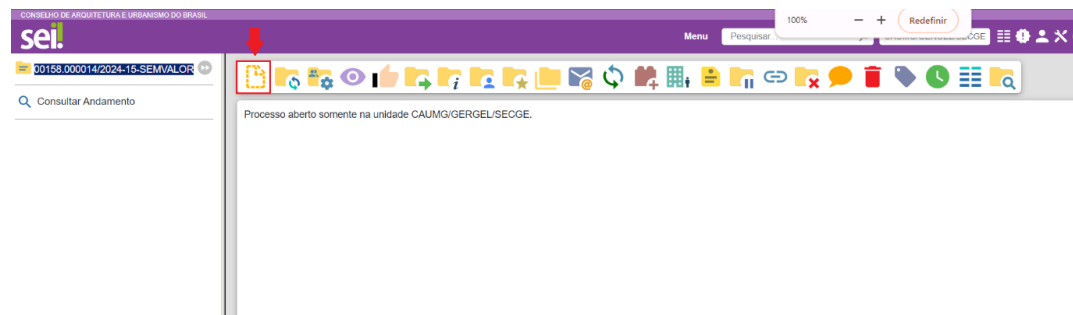 CONSELHO DE ARQUITETURA E URBANISMO DO BRASIL
sei!
Menu
Pesquisar...
100%
− +
Redefinir
00158.000014/2024-15-SEMVALOR
Consultar Andamento
Processo aberto somente na unidade CAUMG/GERGEL/SECGE.